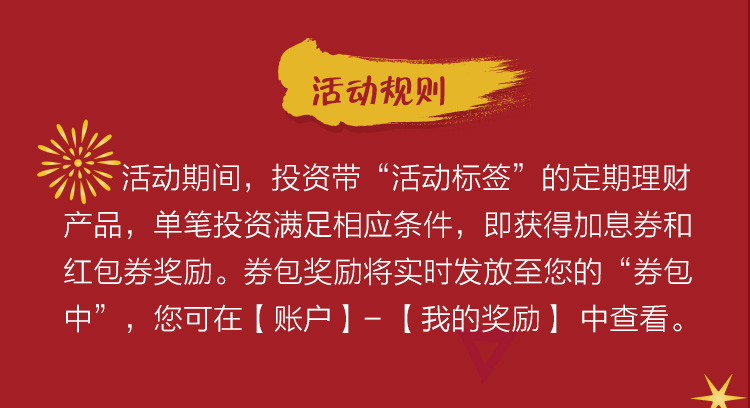 活动规则
活动期间，投资带“活动标签”的定期理财
产品，单笔投资满足相应条件，即获得加息券和
红包券奖励。券包奖励将实时发放至您的“券包
中”，您可在【账户】-【我的奖励】中查看。